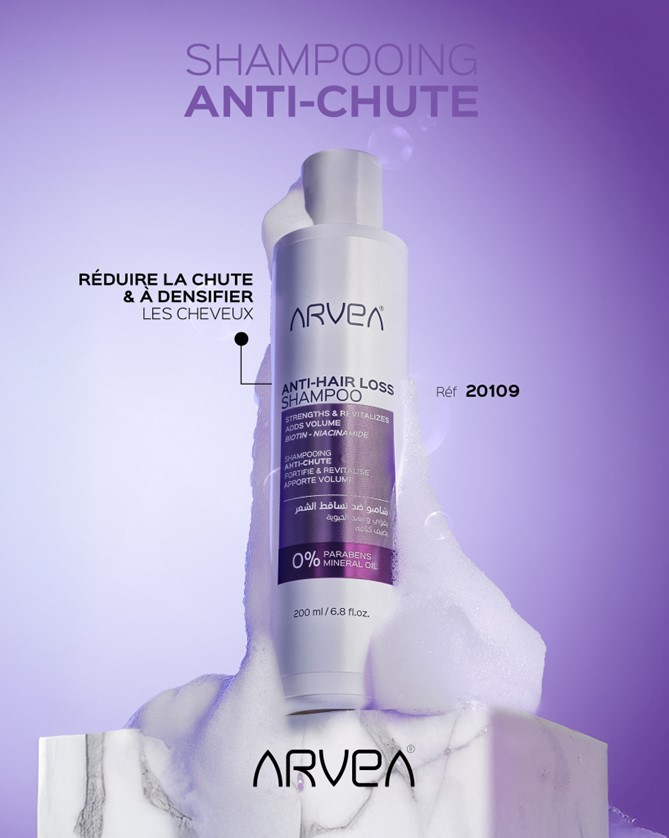 SHAMPOOING
ANTI-CHUTE
RÉDUIRE LA CHUTE
& À DENSIFIER
LES CHEVEUX
ARVEA®
ANTI-HAIR LOSS
SHAMPOO
STRENGTHS & REVITALIZES
ADDS VOLUME
BIOTIN - NIACINAMIDE
SHAMPOOING
ANTI-CHUTE
FORTIFIE & REVITALISE
APPORTE VOLUME
شامبو ضد تساقط الشعر
0% PARABENS
MINERAL OIL
200 ml / 6.8 fl.oz.
Réf 20109
ARVEA®